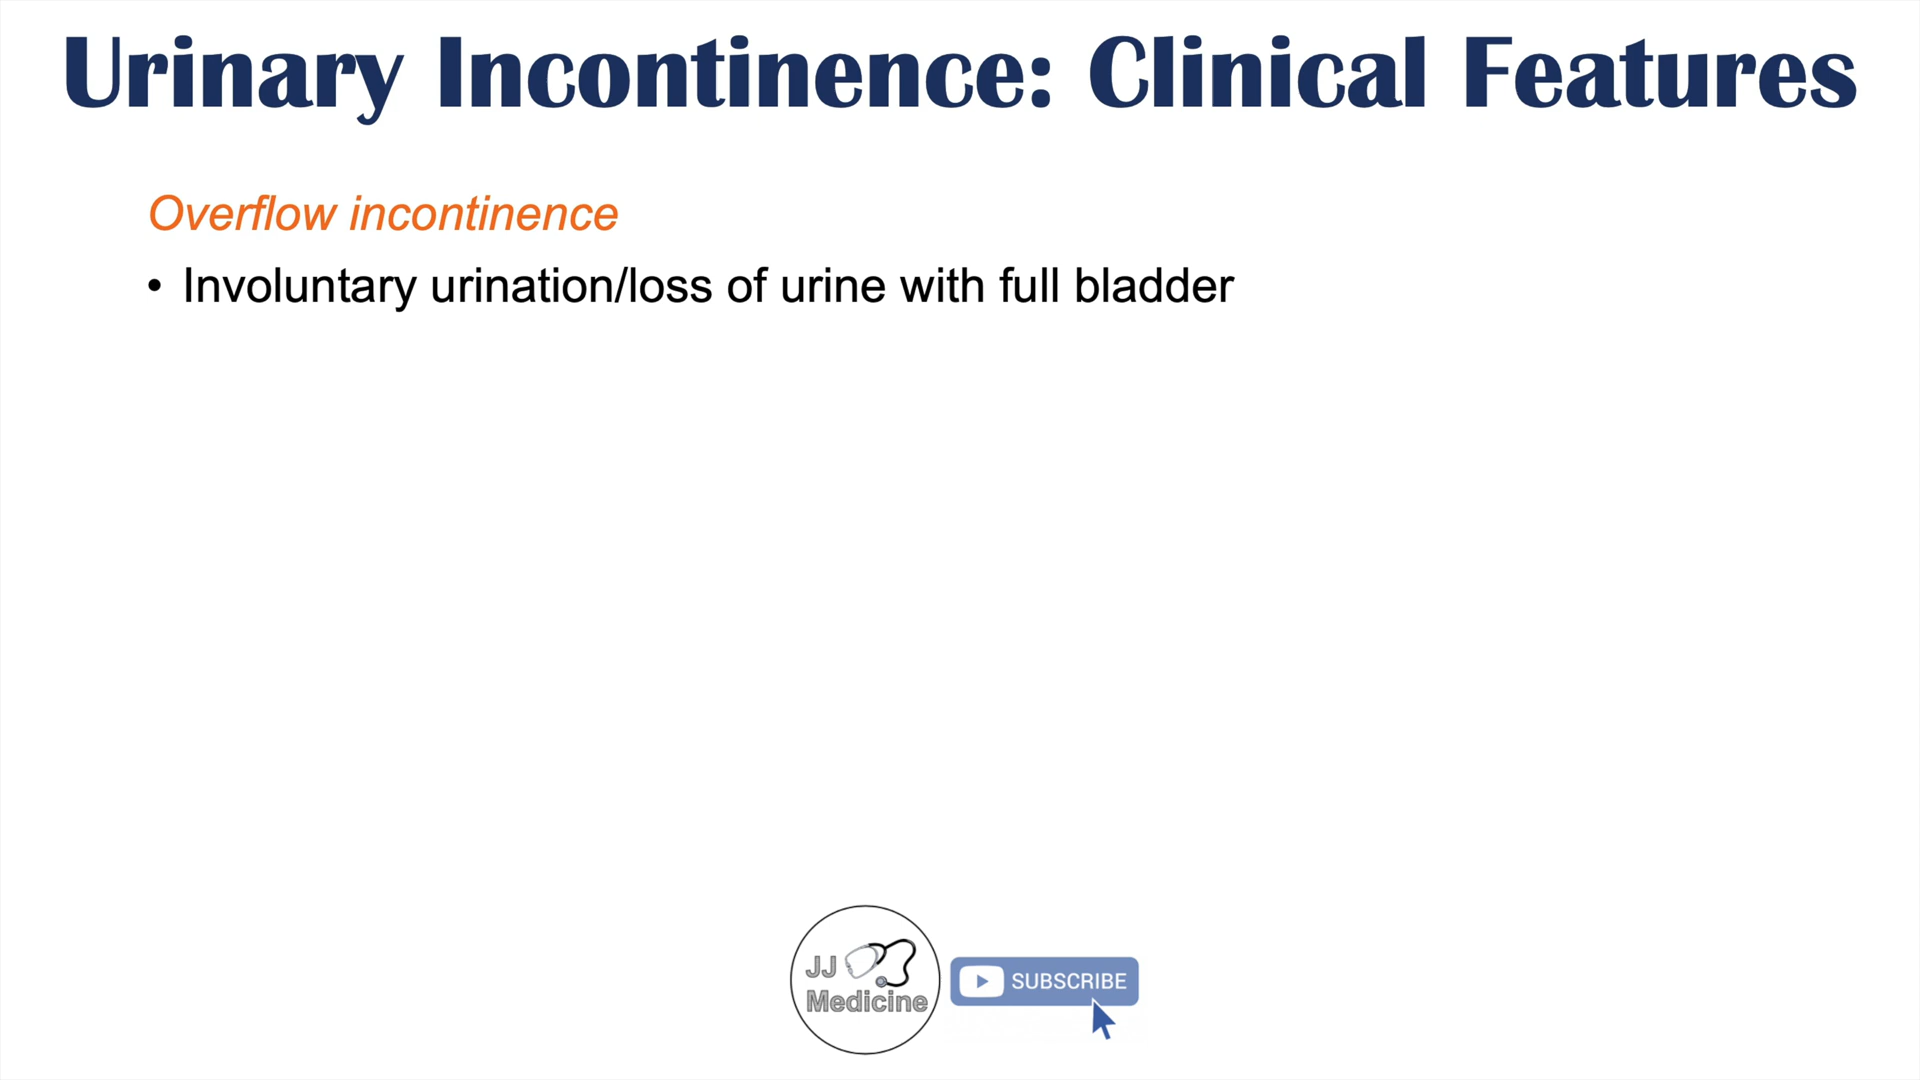 Urinary Incontinence: Clinical Features
Overflow incontinence
• Involuntary urination/loss of urine with full bladder
JJ
Medicine
SUBSCRIBE